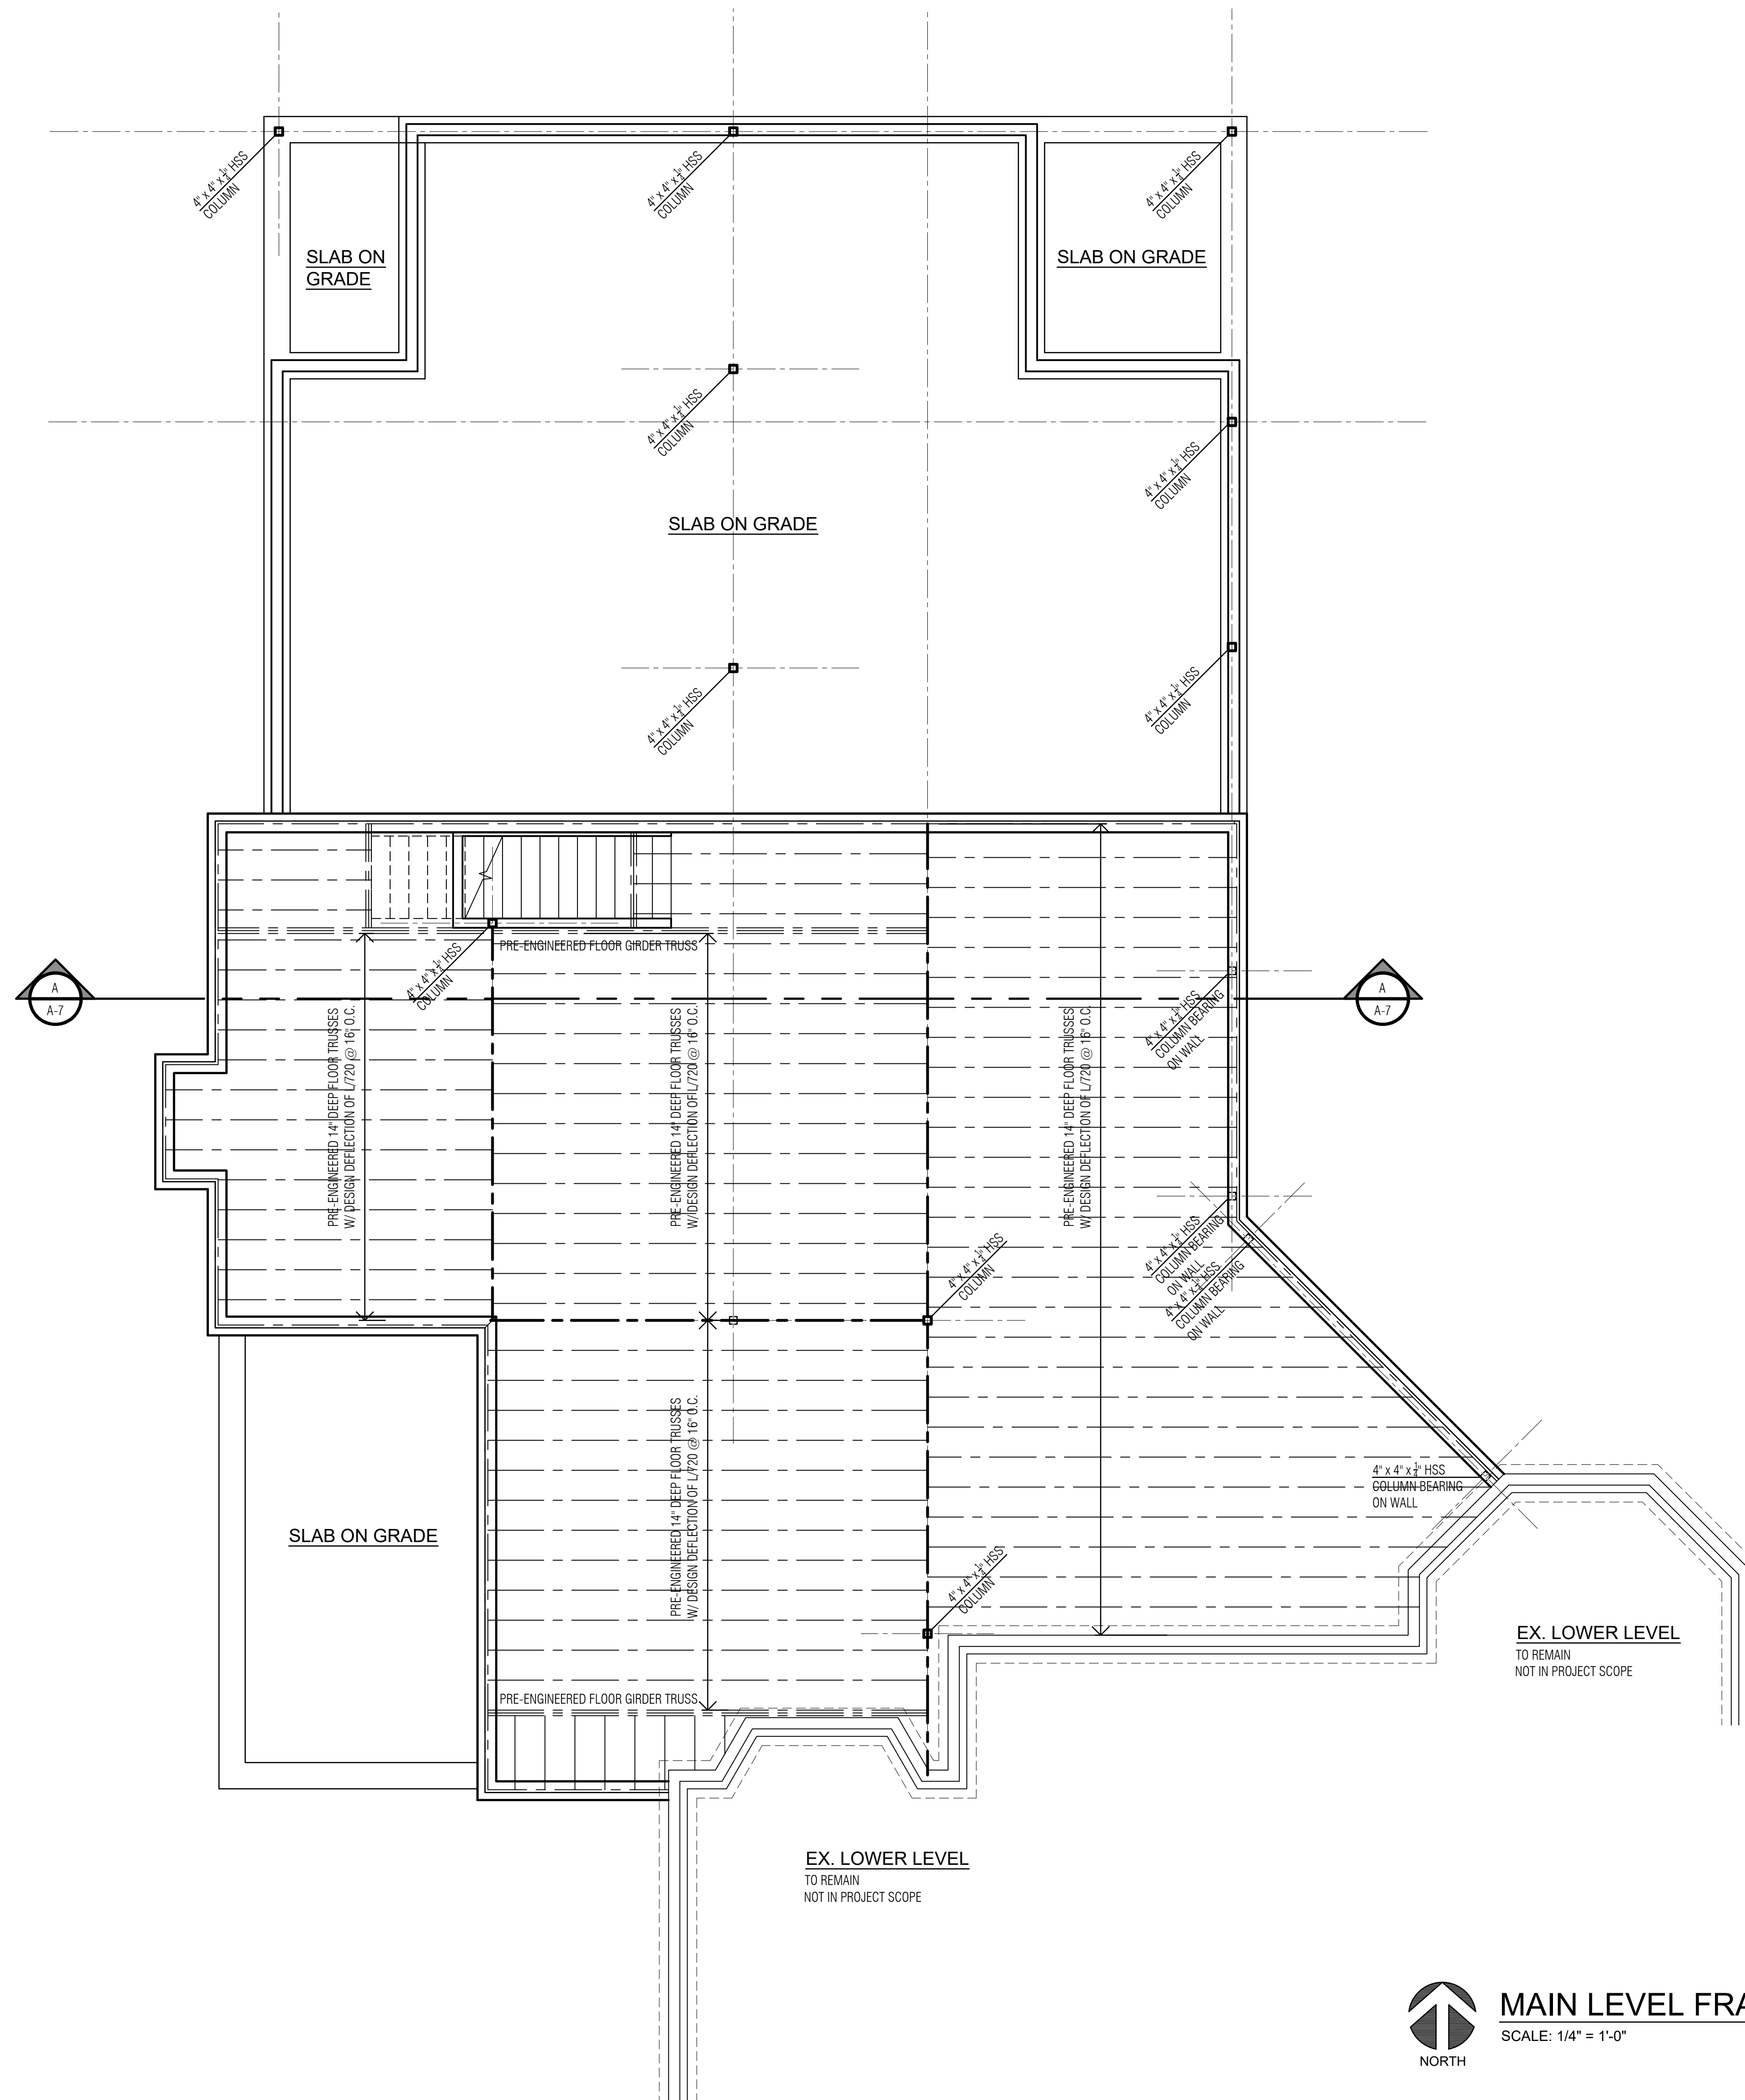 4" x 4" x 1/4" HSS
COLUMN
4" x 4" x 1/4" HSS
COLUMN
4" x 4" x 1/4" HSS
COLUMN
SLAB ON
GRADE
SLAB ON GRADE
4" x 4" x 1/4" HSS
COLUMN
4" x 4" x 1/4" HSS
COLUMN
SLAB ON GRADE
4" x 4" x 1/4" HSS
COLUMN
4" x 4" x 1/4" HSS
COLUMN
PRE-ENGINEERED FLOOR GIRDER TRUSS
4" x 4" x 1/4" HSS
COLUMN
A
A-7
A
A-7
4" x 4" x 1/4" HSS
COLUMN BEARING
ON WALL
PRE-ENGINEERED 14" DEEP FLOOR TRUSSES
W/ DESIGN DEFLECTION OF L/720 @ 16" O.C.
PRE-ENGINEERED 14" DEEP FLOOR TRUSSES
W/ DESIGN DEFLECTION OF L/720 @ 16" O.C.
PRE-ENGINEERED 14" DEEP FLOOR TRUSSES
W/ DESIGN DEFLECTION OF L/720 @ 16" O.C.
4" x 4" x 1/4" HSS
COLUMN
4" x 4" x 1/4" HSS
COLUMN BEARING
ON WALL
4" x 4" x 1/4" HSS
COLUMN BEARING
ON WALL
PRE-ENGINEERED 14" DEEP FLOOR TRUSSES
W/ DESIGN DEFLECTION OF L/720 @ 16" O.C.
4" x 4" x 1/4" HSS
COLUMN BEARING
ON WALL
SLAB ON GRADE
4" x 4" x 1/4" HSS
COLUMN
EX. LOWER LEVEL
TO REMAIN
NOT IN PROJECT SCOPE
PRE-ENGINEERED FLOOR GIRDER TRUSS
EX. LOWER LEVEL
TO REMAIN
NOT IN PROJECT SCOPE
MAIN LEVEL FRA
SCALE: 1/4" = 1'-0"
NORTH